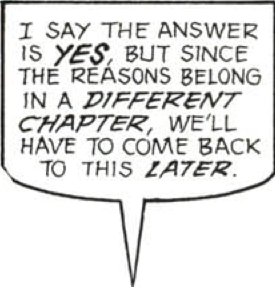 I SAY THE ANSWER
IS YES, BUT SINCE
THE REASONS BELONG
IN A DIFFERENT
CHAPTER, WE'LL
HAVE TO COME BACK
TO THIS LATER.